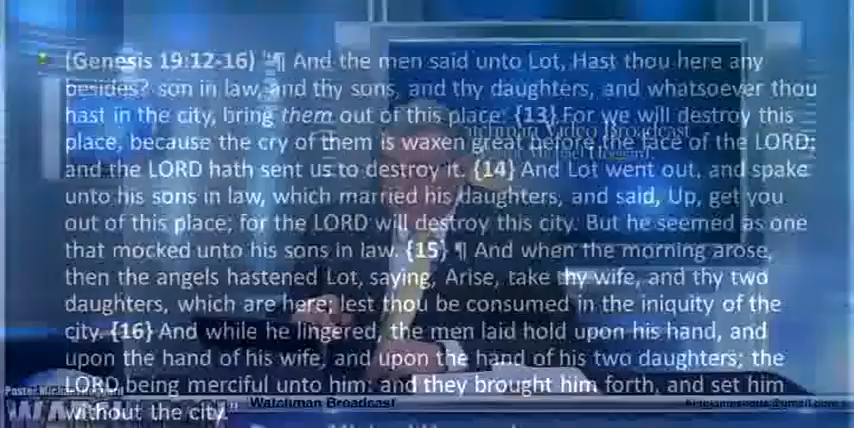 (Genesis 19:12-16) "¶ And the men said unto Lot, Hast thou here any
besides? son in law, and thy sons, and thy daughters, and whatsoever thou
hast in the city, bring them out of this place: {13} For we will destroy this
place, because the cry of them is waxen great before the face of the LORD;
and the LORD hath sent us to destroy it. {14} And Lot went out, and spake
unto his sons in law, which married his daughters, and said, Up, get you
out of this place; for the LORD will destroy this city. But he seemed as one
that mocked unto his sons in law. {15} ¶ And when the morning arose,
then the angels hastened Lot, saying, Arise, take thy wife, and thy two
daughters, which are here; lest thou be consumed in the iniquity of the
city. {16} And while he lingered, the men laid hold upon his hand, and
upon the hand of his wife, and upon the hand of his two daughters; the
LORD being merciful unto him: and they brought him forth, and set him
without the city."
Video Broadcast
Pastor Michael
Watchman Broadcast